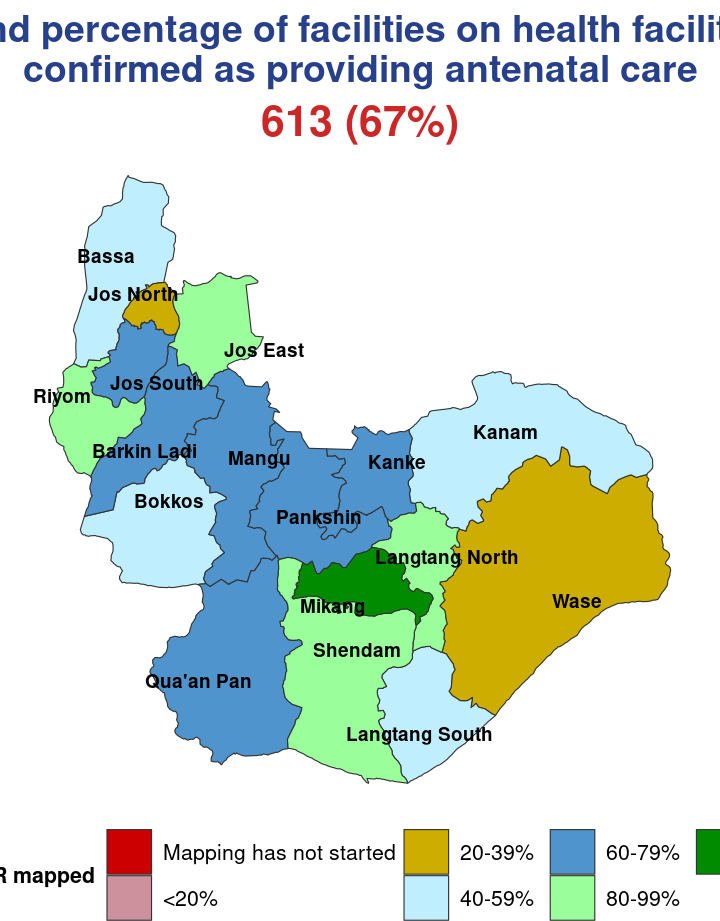 percentage of facilities on health
confirmed as providing antenatal care
613 (67%)
Bassa
Jos North
Jos East
Riyom
Jos South
Kanam
Barkin Ladi
Mangu
Kanke
Bokkos
Pankshin
Langtang North
Wase
Mikang
Shendam
Qua'an Pan
Langtang South
Mapping has not started
20-39%
60-79%
mapped
<20%
40-59%
80-99%